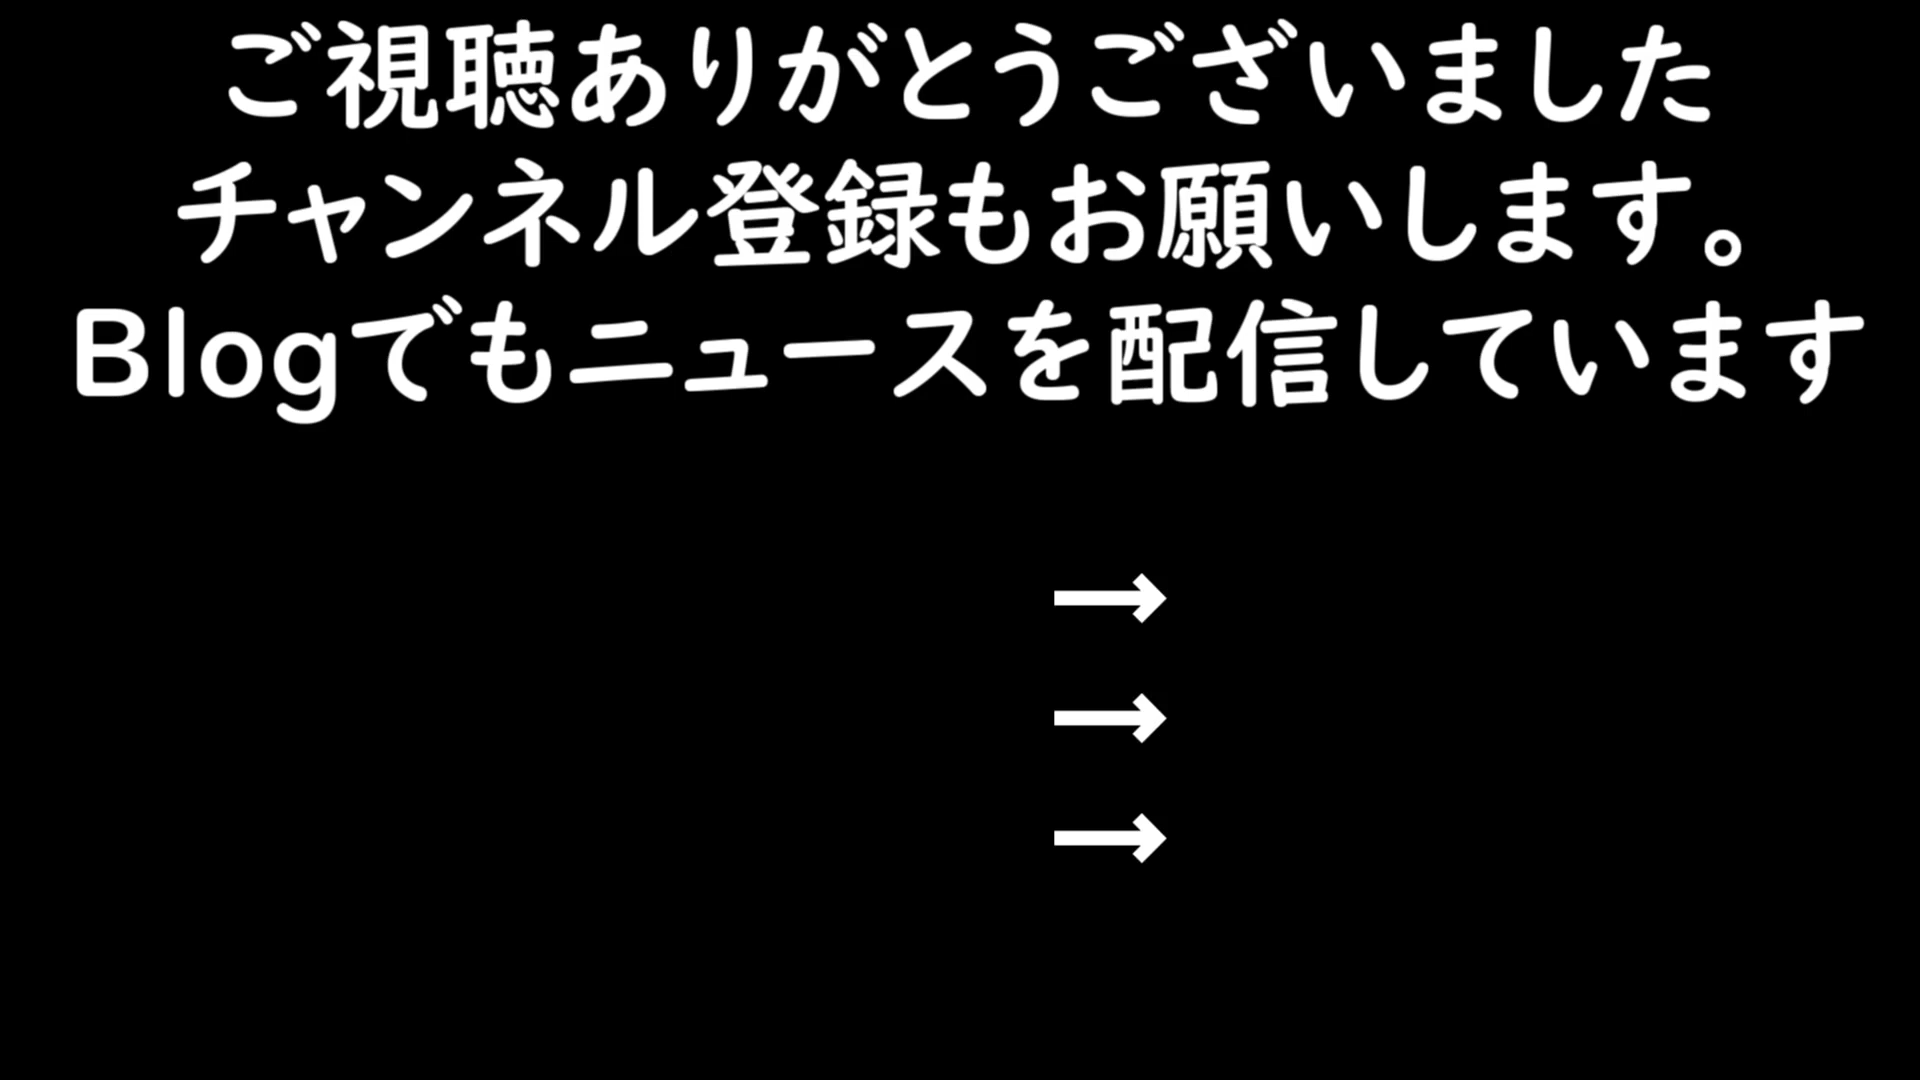 ご視聴ありがとうございました
チャンネル登録もお願いします。
Blogでもニュースを配信しています
→
→
→